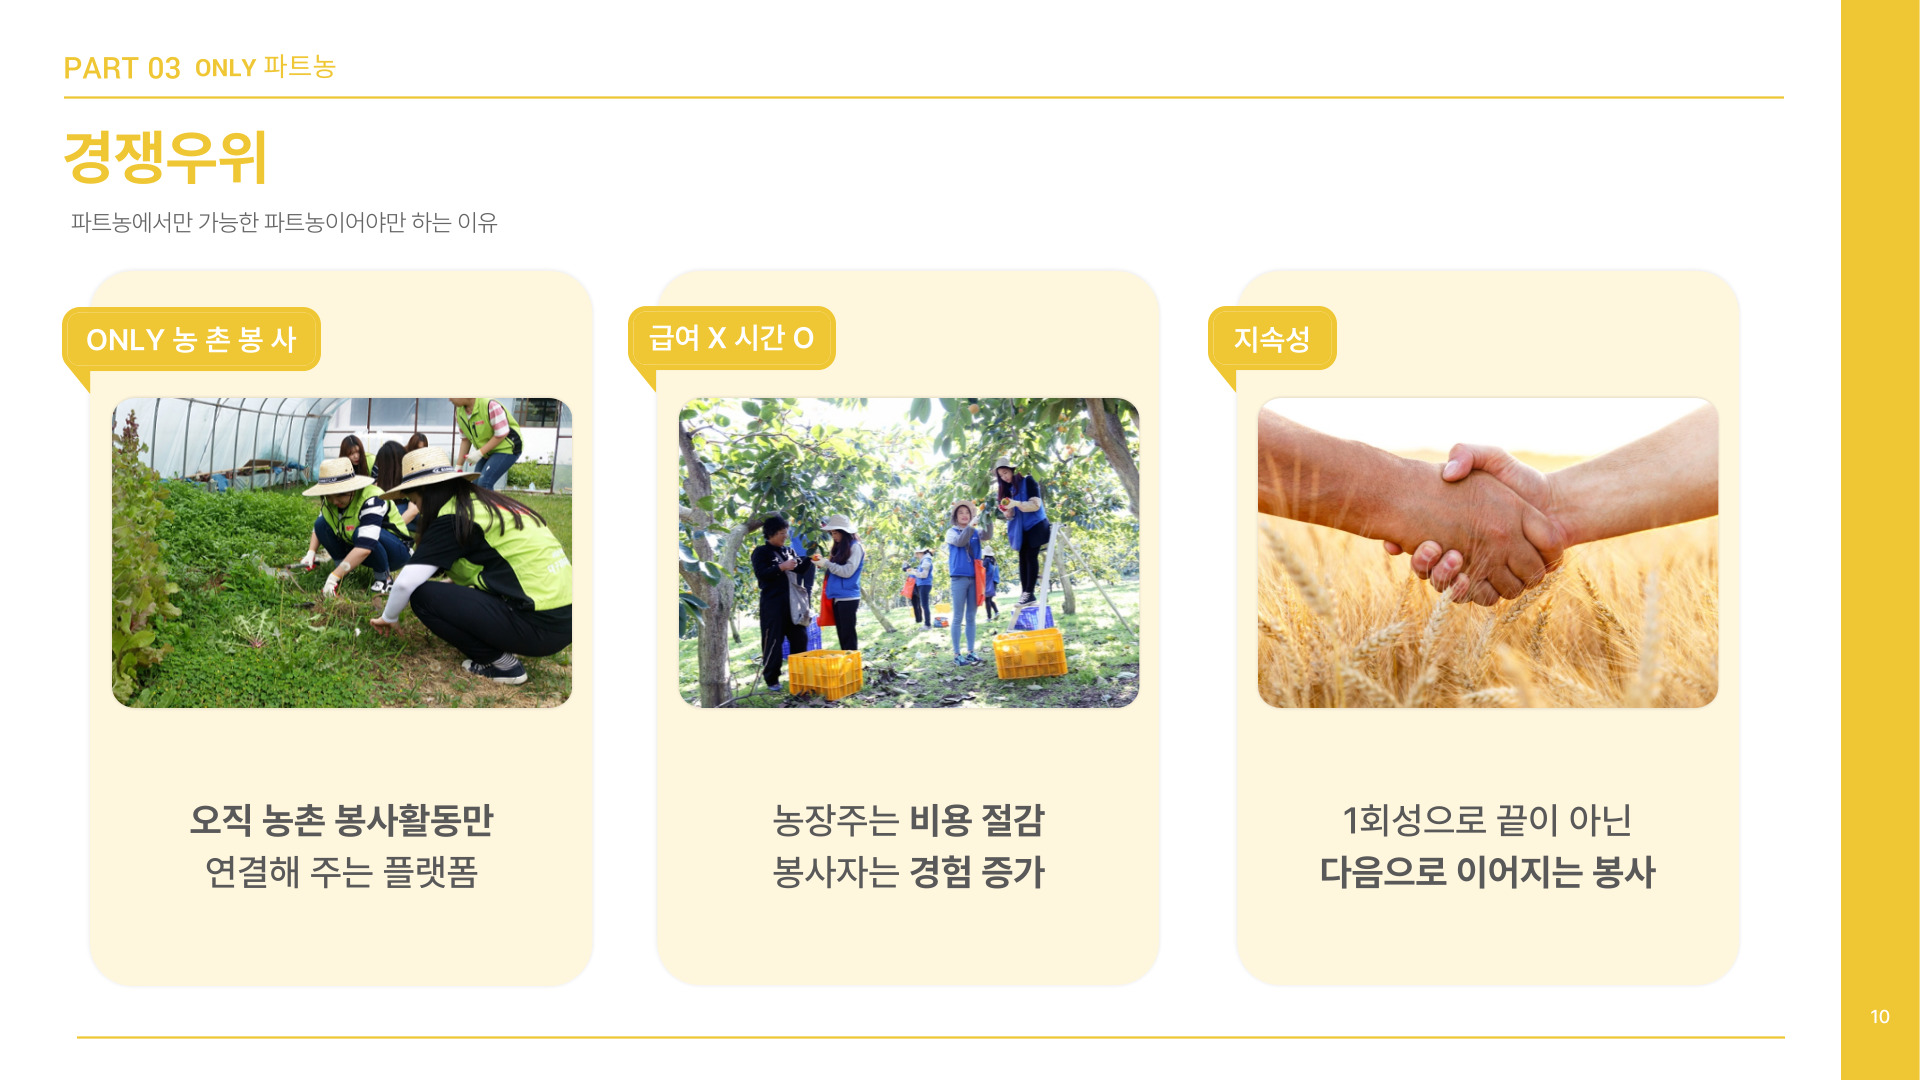 PART 03 ONLY 파트농
경쟁우위
파트농에서만 가능한 파트농이어야만 하는 이유
ONLY 농 촌 봉 사
오직 농촌 봉사활동만
연결해 주는 플랫폼
급여 X 시간 O
농장주는 비용 절감
봉사자는 경험 증가
지속성
1회성으로 끝이 아닌
다음으로 이어지는 봉사
10